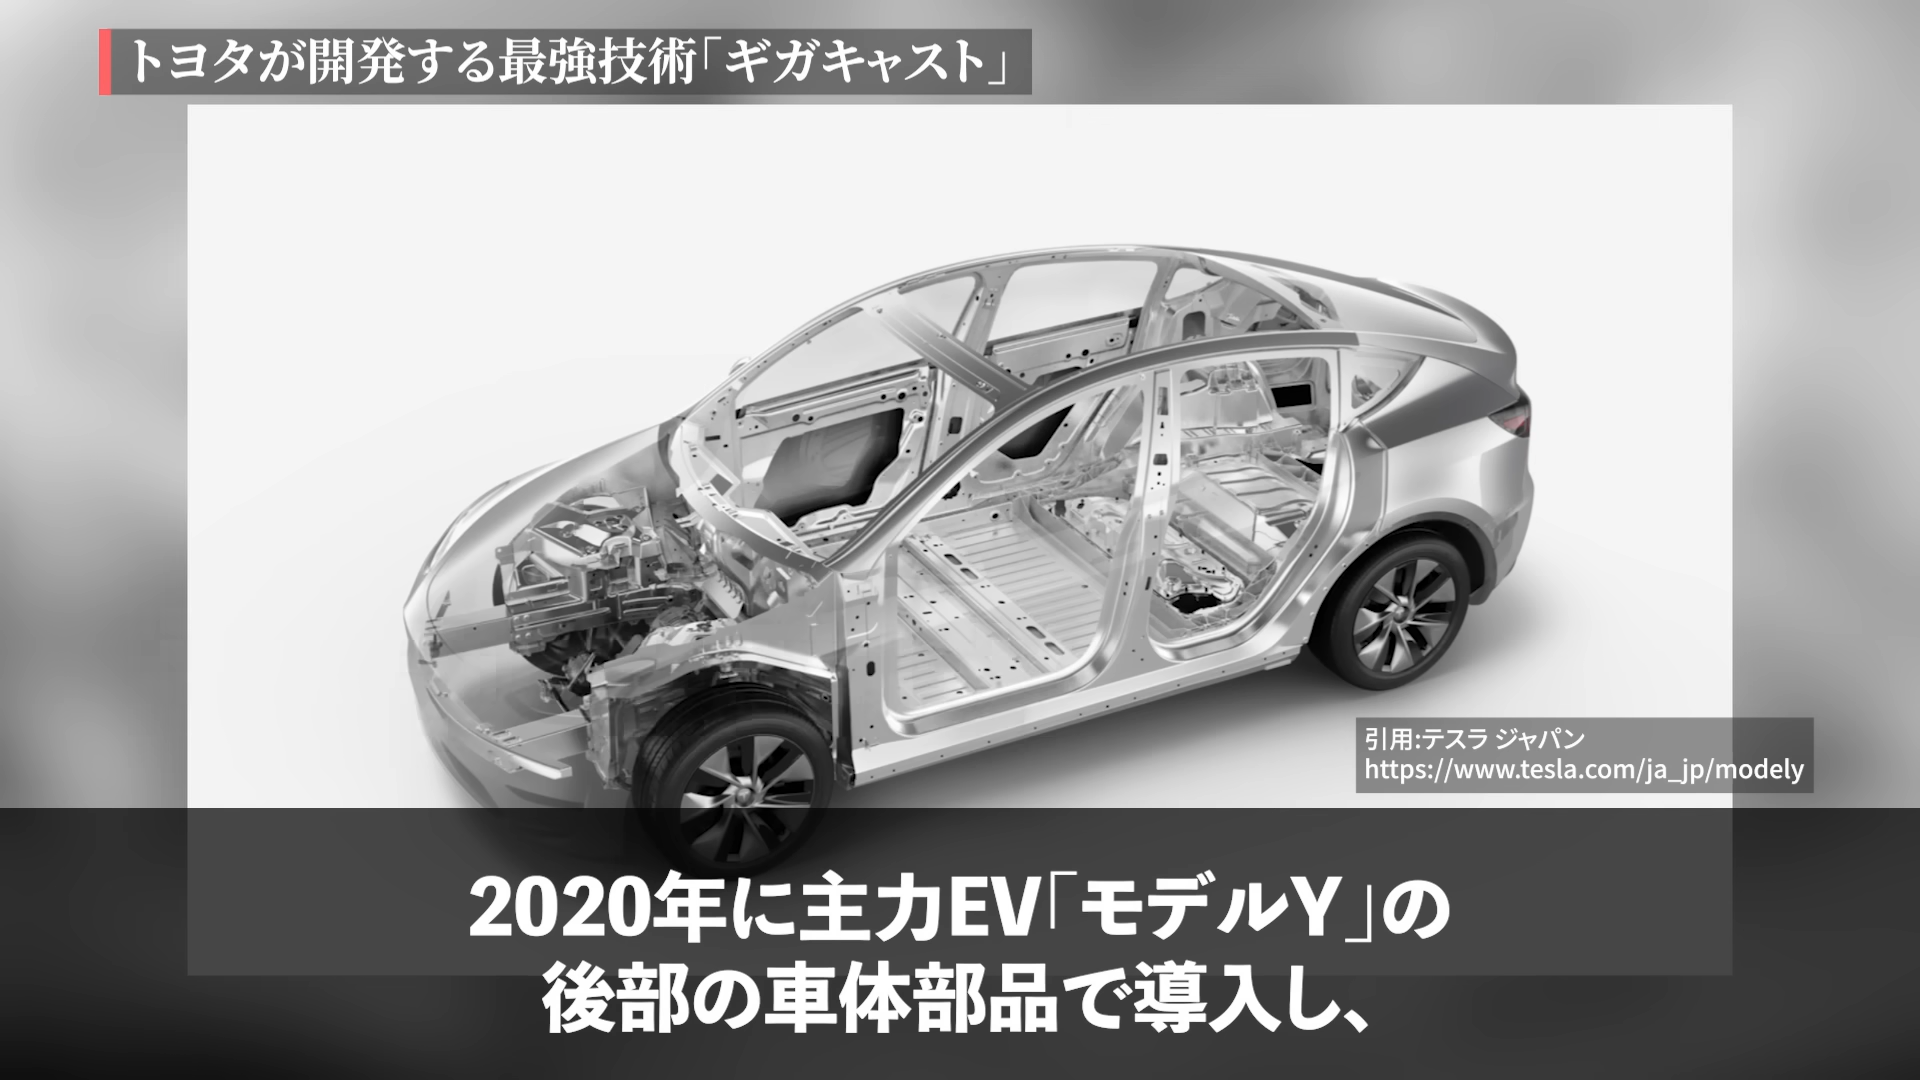 トヨタが開発する最強技術「ギガキャスト」
引用:テスラ ジャパン
https://www.tesla.com/ja_jp/modely
2020年に主力EV「モデルY」の
後部の車体部品で導入し、